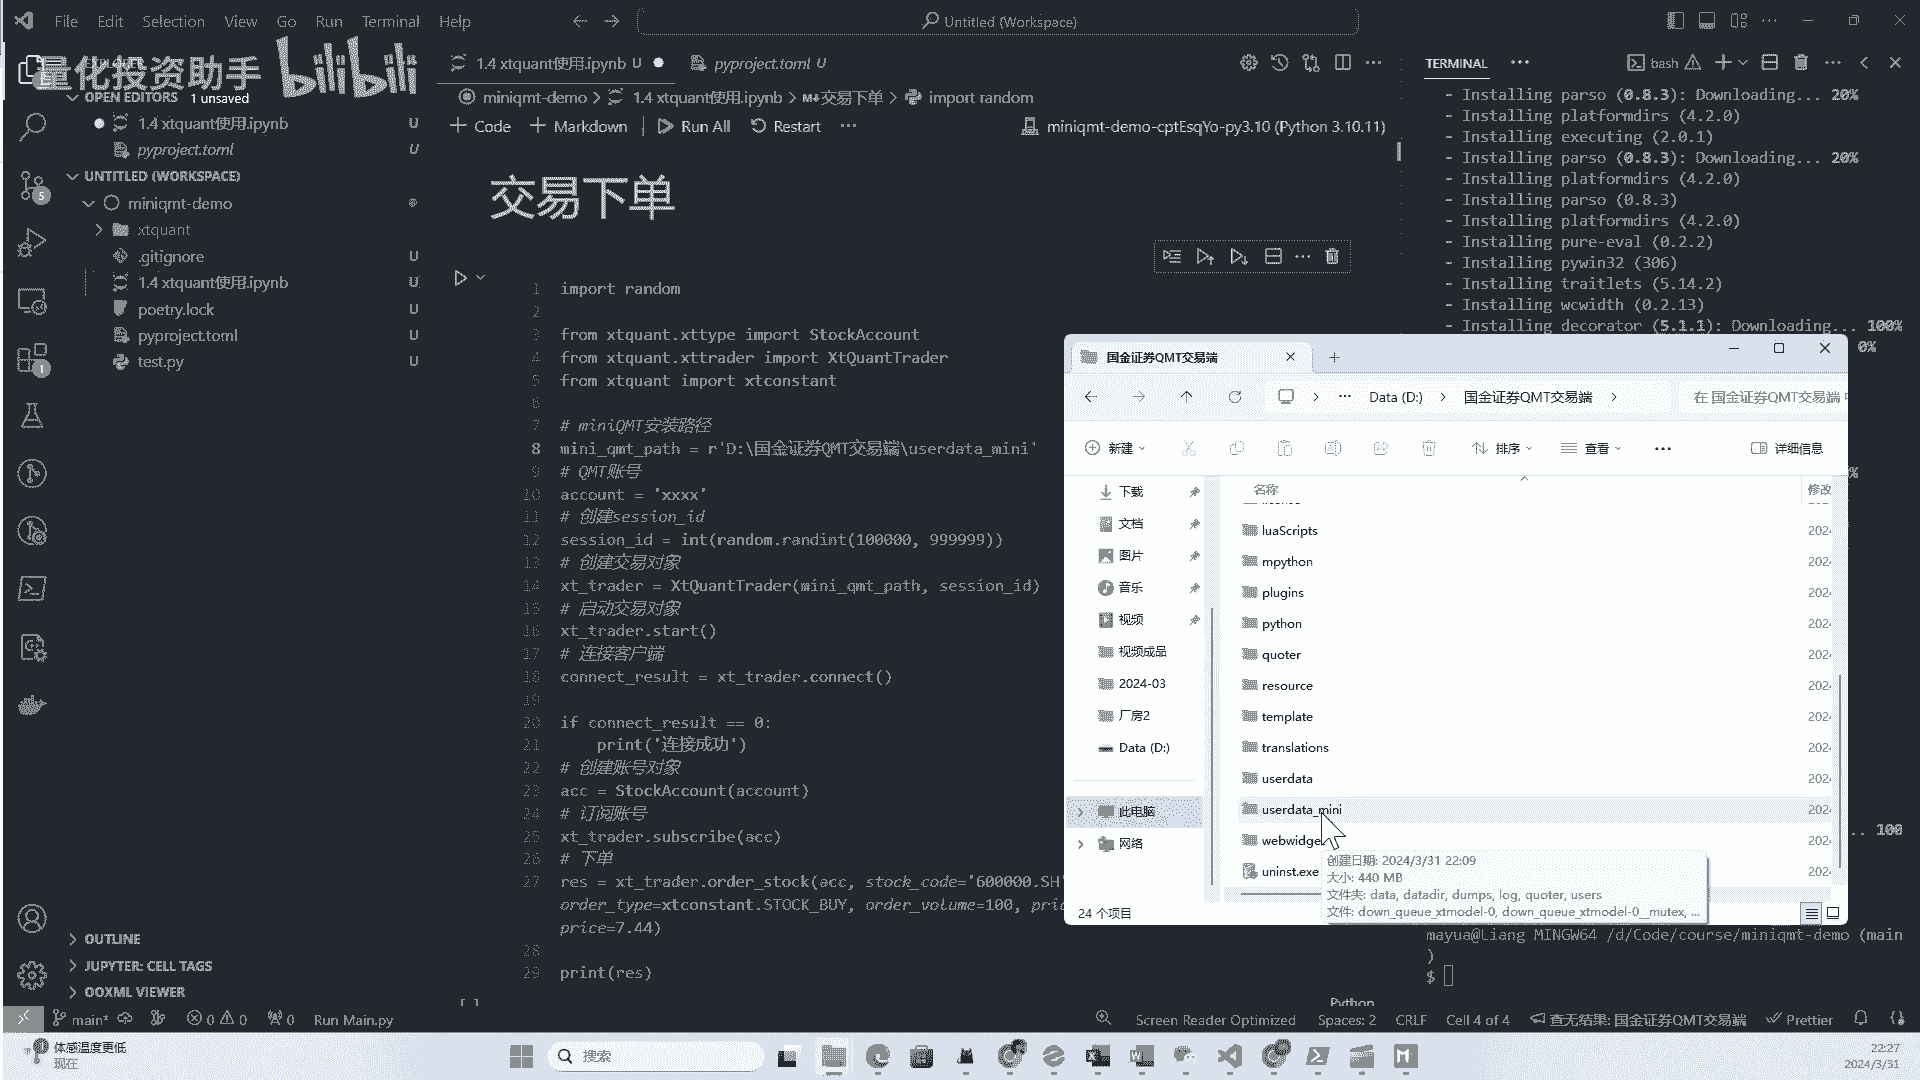 File Edit Selection View Go Run Terminal Help
Untitled (Workspace)
量化投资助手 bilibili
OPEN EDITORS 1 unsaved
1.4 xtquant使用.ipynb U
pyproject.toml U
UNTITLED (WORKSPACE)
miniqmt-demo
xtquant
.gitignore U
1.4 xtquant使用.ipynb U
poetry.lock U
pyproject.toml U
test.py U
5
1
OUTLINE
JUPYTER: CELL TAGS
OOXML VIEWER
1.4 xtquant使用.ipynb U
pyproject.toml U
miniqmt-demo > 1.4 xtquant使用.ipynb > M↓交易下单 > import random
+ Code + Markdown Run All Restart ...
miniqmt-demo-cptEsqYo-py3.10 (Python 3.10.11)
交易下单
1 import random
2
3 from xtquant.xttype import StockAccount
4 from xtquant.xttrader import XtQuantTrader
5 from xtquant import xtconstant
6
7 # miniQMT安装路径
8 mini_qmt_path = r'D:\国金证券QMT交易端\userdata_mini'
9 # QMT账号
10 account = 'xxxx'
11 # 创建session_id
12 session_id = int(random.randint(100000, 999999))
13 # 创建交易对象
14 xt_trader = XtQuantTrader(mini_qmt_path, session_id)
15 # 启动交易对象
16 xt_trader.start()
17 # 连接客户端
18 connect_result = xt_trader.connect()
19
20 if connect_result == 0:
21 print('连接成功')
22 # 创建账号对象
23 acc = StockAccount(account)
24 # 订阅账号
25 xt_trader.subscribe(acc)
26 # 下单
27 res = xt_trader.order_stock(acc, stock_code='600000.SH'
order_type=xtconstant.STOCK_BUY, order_volume=100, pric
price=7.44)
28
29 print(res)
[ ]
Python
TERMINAL ...
bash
- Installing parso (0.8.3): Downloading... 20%
- Installing platformdirs (4.2.0)
- Installing executing (2.0.1)
- Installing parso (0.8.3): Downloading... 20%
- Installing platformdirs (4.2.0)
- Installing parso (0.8.3)
- Installing platformdirs (4.2.0)
- Installing pure-eval (0.2.2)
- Installing pywin32 (306)
- Installing traitlets (5.14.2)
- Installing wcwidth (0.2.13)
- Installing decorator (5.1.1): Downloading... 100%
0%
%
.. 100
mayua@Liang MINGW64 /d/Code/course/miniqmt-demo (main
)
$
国金证券QMT交易端
... > Data (D:) > 国金证券QMT交易端 >
在 国金证券QMT交易端 中
新建
排序
查看
...
详细信息
下载
文档
图片
音乐
视频
视频成品
2024-03
厂房2
Data (D:)
此电脑
网络
名称
修改
luaScripts 2024
mpython 2024
plugins 2024
python 2024
quoter 2024
resource 2024
template 2024
translations 2024
userdata 2024
userdata_mini 2024
webwidge 2024
uninst.exe 2024
创建日期: 2024/3/31 22:09
大小: 440 MB
文件夹: data, datadir, dumps, log, quoter, users
文件: down_queue_xtmodel-0, down_queue_xtmodel-0__mutex, ...
24 个项目
main* 0 0 0 Run Main.py
Screen Reader Optimized Spaces: 2 CRLF Cell 4 of 4 查无结果: 国金证券QMT交易端 Prettier
体感温度更低
现在
搜索
22:27
2024/3/31